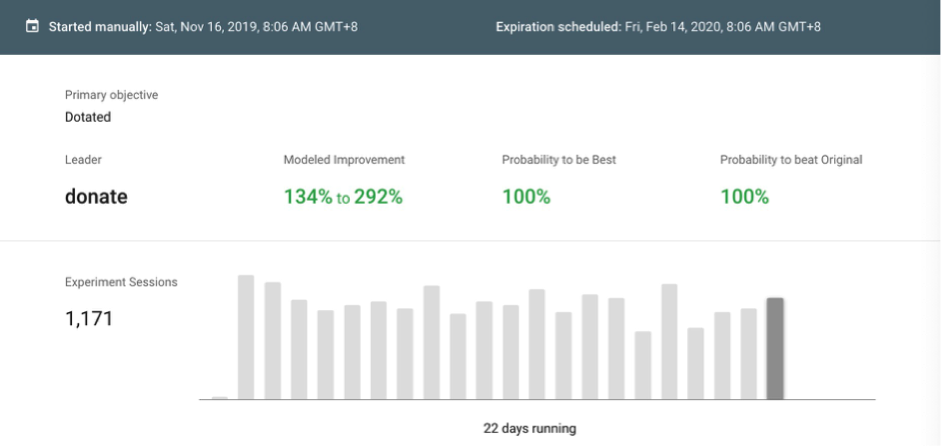 Started manually: Sat, Nov 16, 2019, 8:06 AM GMT+8 Expiration scheduled: Fri, Feb 14, 2020, 8:06 AM GMT+8
Primary objective
Dotated
Leader Modeled Improvement Probability to be Best Probability to beat Original
donate 134% to 292% 100% 100%
Experiment Sessions
1,171
22 days running